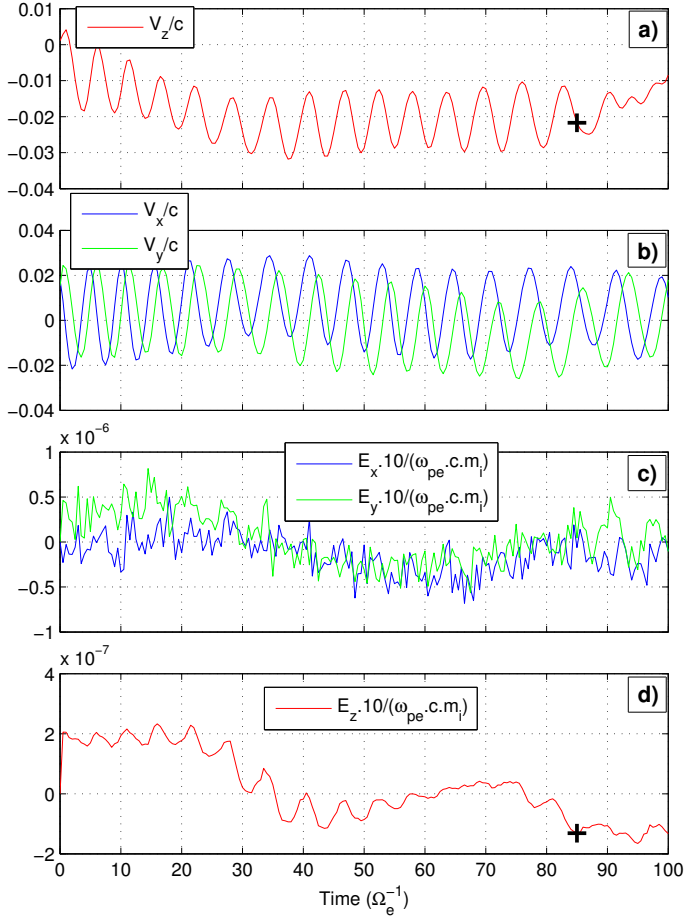 0.01
0
−0.01
−0.02
−0.03
−0.04
V_z/c
a)
0.04
0.02
0
−0.02
−0.04
V_x/c
V_y/c
b)
x 10^−6
1
0.5
0
−0.5
−1
E_x.10/(ω_pe.c.m_i)
E_y.10/(ω_pe.c.m_i)
c)
x 10^−7
4
2
0
−2
E_z.10/(ω_pe.c.m_i)
d)
0 10 20 30 40 50 60 70 80 90 100
Time (Ω_e^−1)